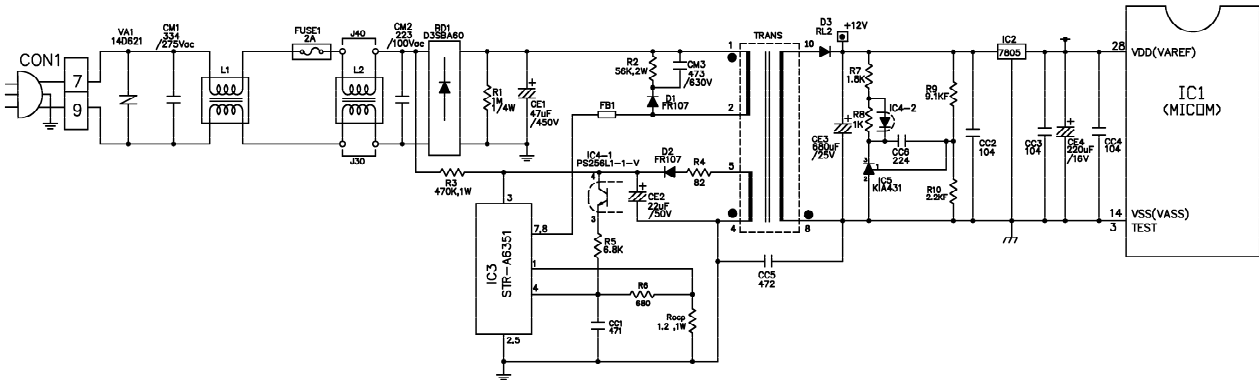 CON1
7
9
VA1
14D621
CM1
334
/275Vac
L1
FUSE1
2A
J40
L2
J30
CM2
223
/100Vac
BD1
D3SBA60
R1
1M
1/4W
CE1
47uF
/450V
R2
56K,2W
CM3
473
/630V
D1
FR107
FB1
TRANS
1
2
5
4
10
8
D3
RL2
+12V
R7
1.8K
R8
1K
IC4-2
CC6
224
3
1
2
IC5
KIA431
R9
9.1KF
R10
2.2KF
CE3
680uF
/25V
CC2
104
IC2
7805
CC3
104
CE4
220uF
/16V
CC4
104
28
VDD(VAREF)
IC1
(MICOM)
14
VSS(VASS)
3
TEST
R3
470K,1W
IC4-1
PS256L1-1-V
4
3
D2
FR107
R4
82
CE2
22uF
/50V
3
7,8
IC3
STR-A6351
1
4
2.5
R5
6.8K
R6
680
CC1
471
Rocp
1.2 ,1W
CC5
472